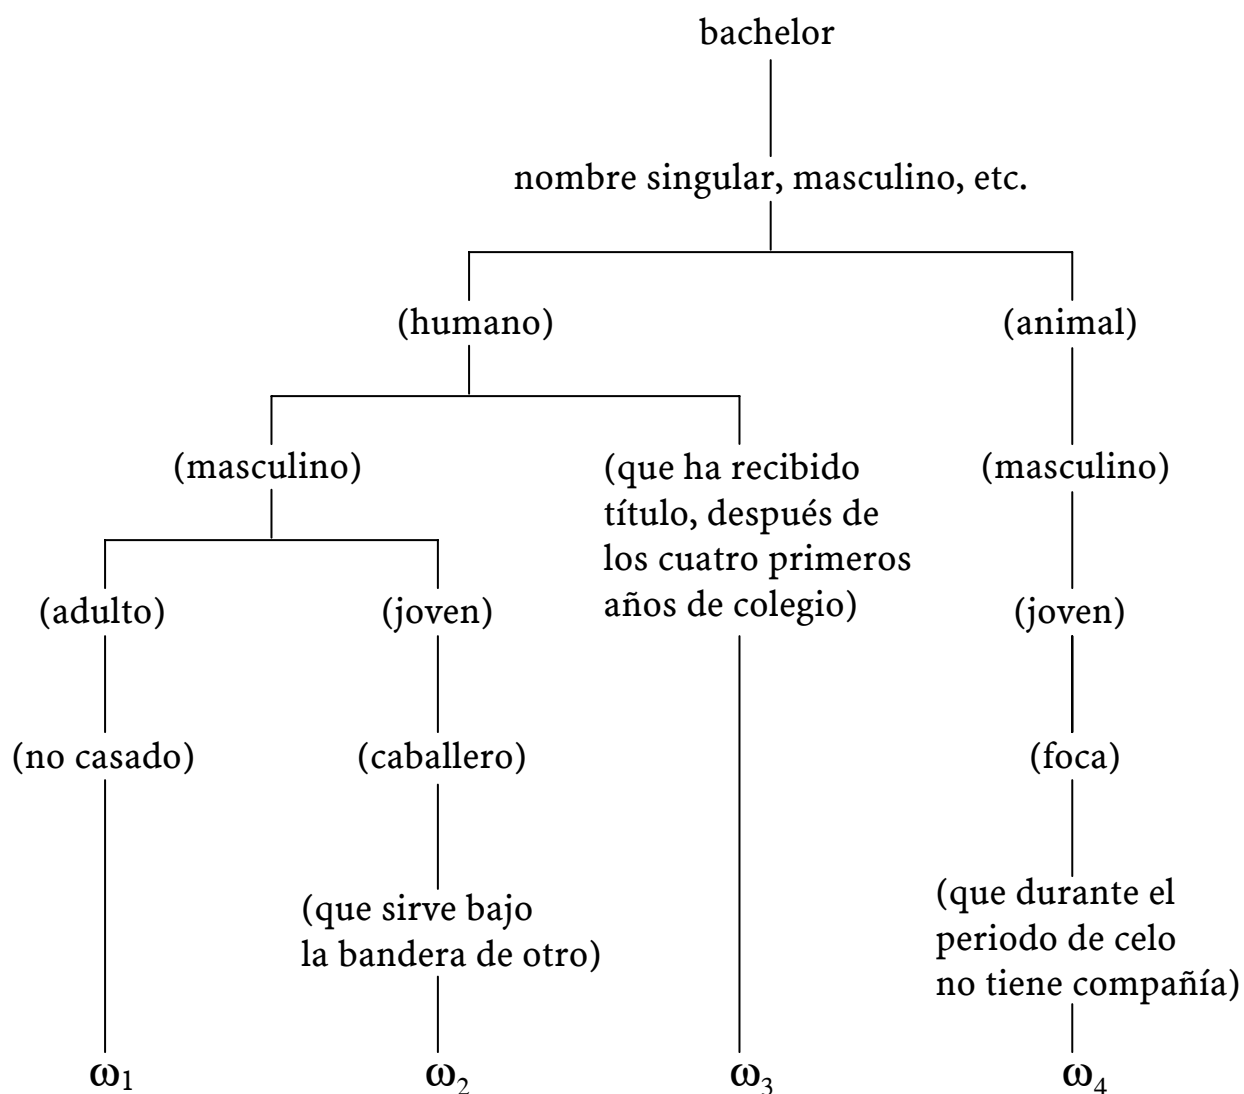 bachelor
nombre singular, masculino, etc.
(humano)
(animal)
(masculino)
(que ha recibido
título, después de
los cuatro primeros
años de colegio)
(masculino)
(adulto)
(joven)
(joven)
(no casado)
(caballero)
(foca)
(que sirve bajo
la bandera de otro)
(que durante el
periodo de celo
no tiene compañía)
ω₁
ω₂
ω₃
ω₄